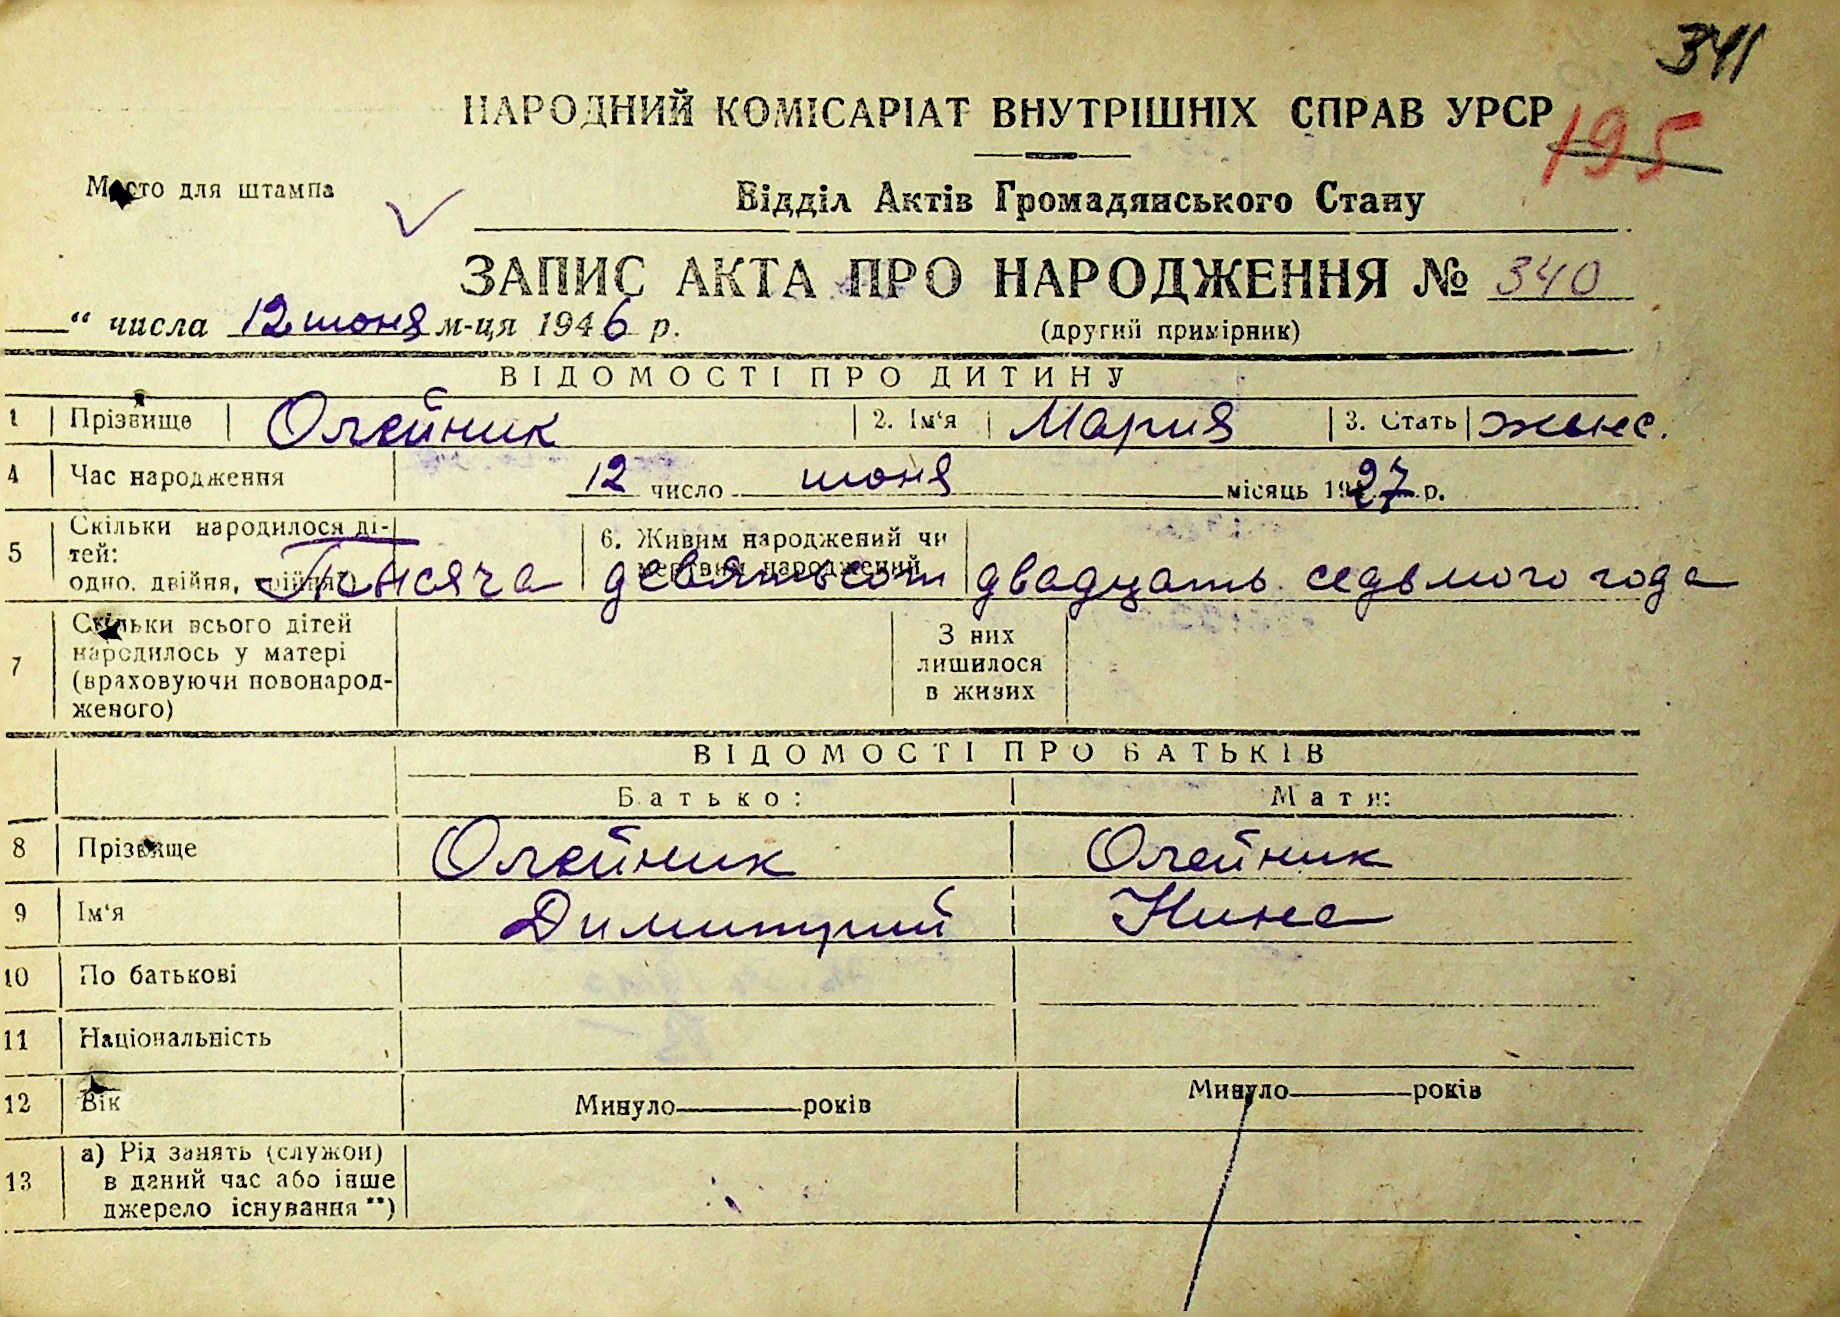 341
НАРОДНИЙ КОМІСАРІАТ ВНУТРІШНІХ СПРАВ УРСР
195
Место для штампа
Відділ Актів Громадянського Стану
ЗАПИС АКТА ПРО НАРОДЖЕННЯ № 340
“ числа 12 июня м-ця 1946 р.
(другий примірник)
ВІДОМОСТІ ПРО ДИТИНУ
1 Прізвище Олейник 2. Ім‘я Мария 3. Стать женс.
4 Час народження 12 число июня місяць 1927 р.
5 Скільки народилося дітей: одно, двійня, трійня 6. Живим народжений чи мертвим народжений
Тысяча девятьсот двадцать седьмого года
7 Скільки всього дітей
народилось у матері
(враховуючи новонарод-
женого)
З них
лишилося
в живих
ВІДОМОСТІ ПРО БАТЬКІВ
Батько: Мати:
8 Прізвище Олейник Олейник
9 Ім‘я Димитрий Нина
10 По батькові
11 Національність
12 Вік Минуло років Минуло років
13 а) Рід занять (служби)
в даний час або інше
джерело існування **)